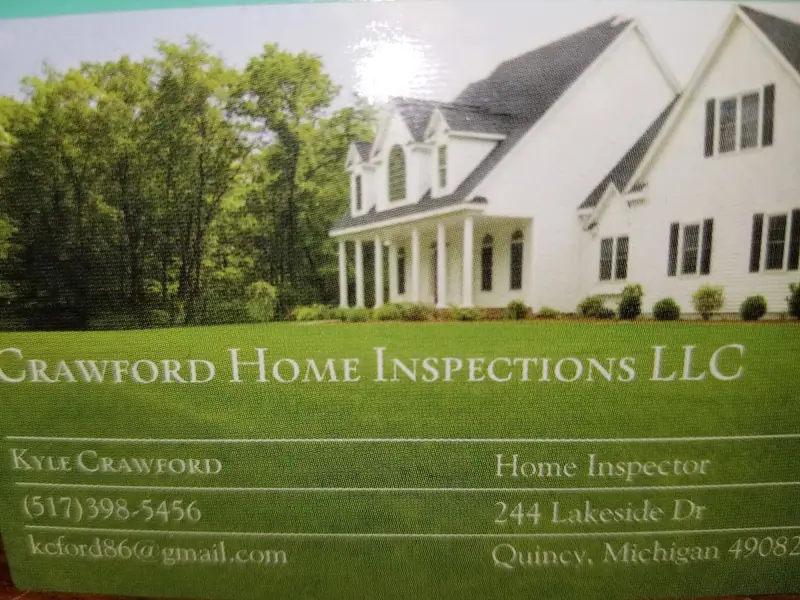 Crawford Home Inspections LLC
Kyle Crawford
Home Inspector
(517)398-5456
244 Lakeside Dr
kcford86@gmail.com
Quincy, Michigan 49082